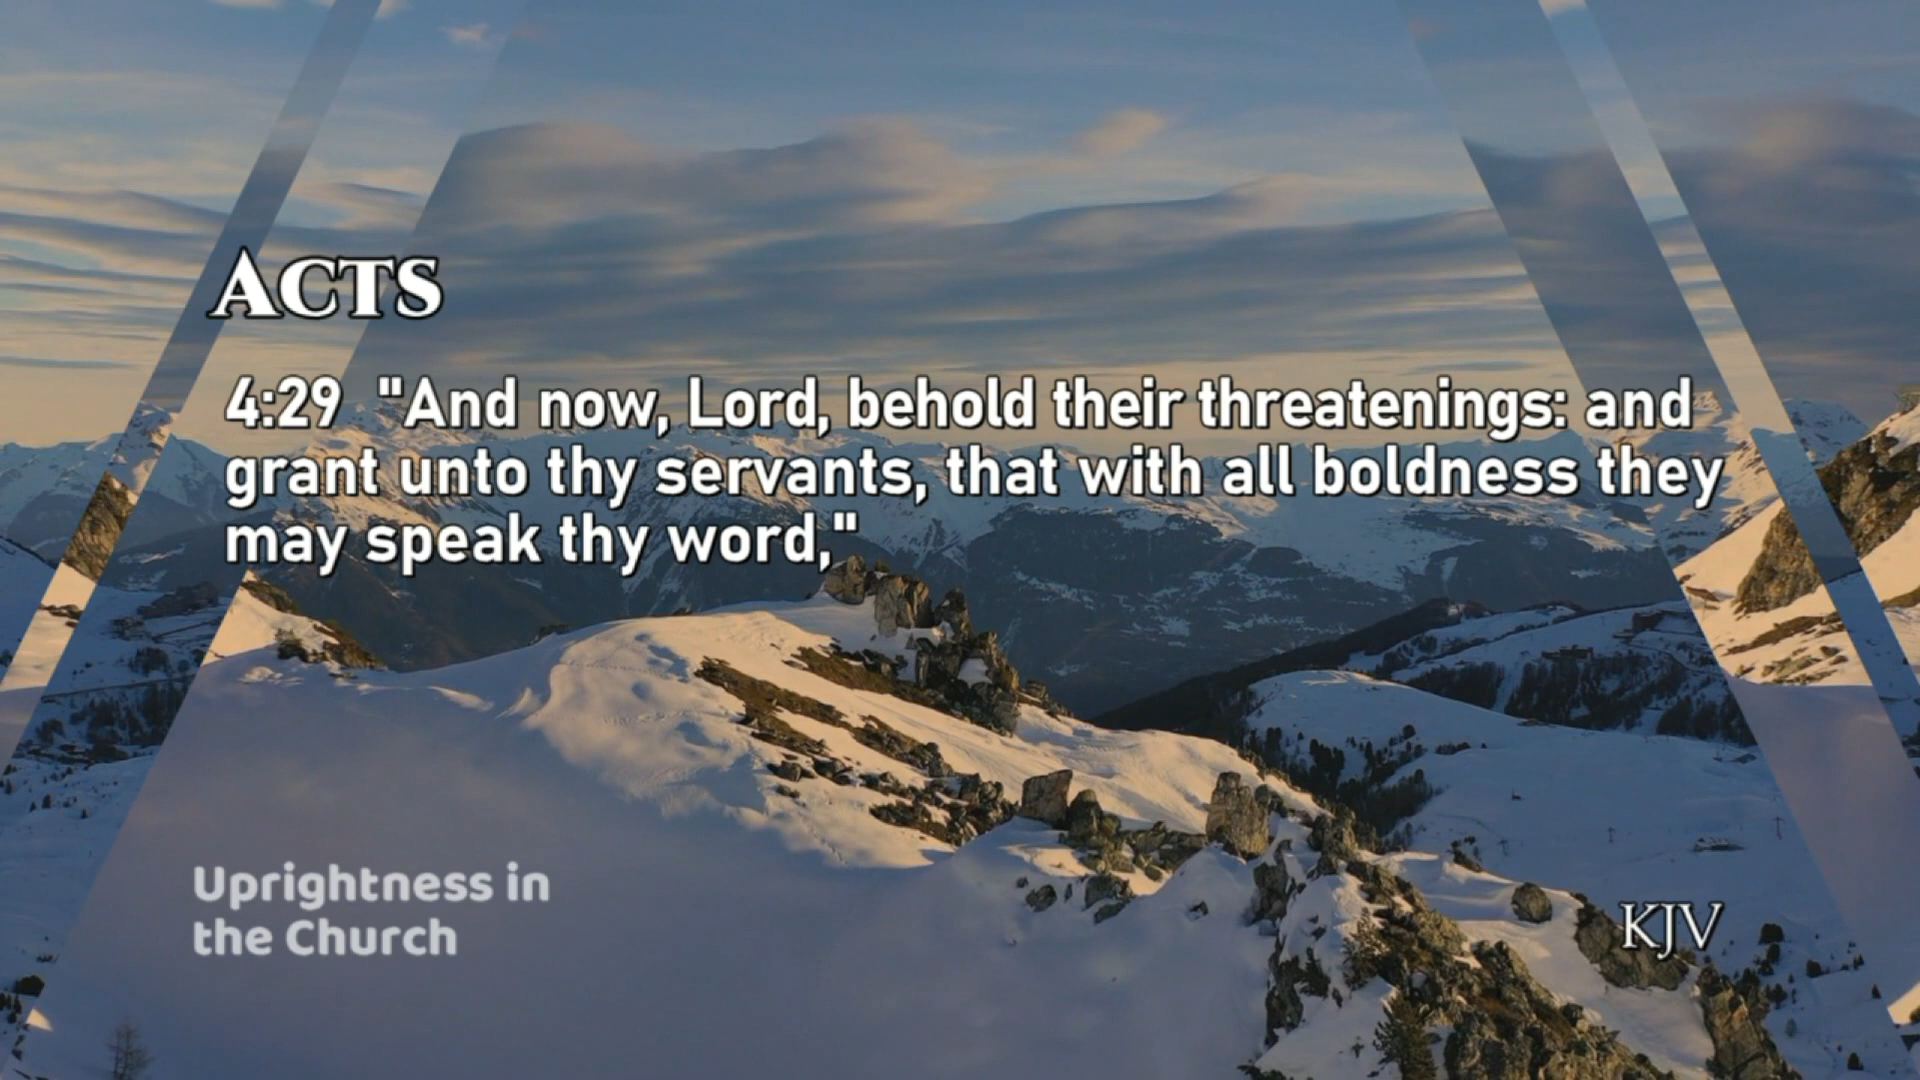 Acts
4:29 "And now, Lord, behold their threatenings: and
grant unto thy servants, that with all boldness they
may speak thy word,"
Uprightness in
the Church
KJV